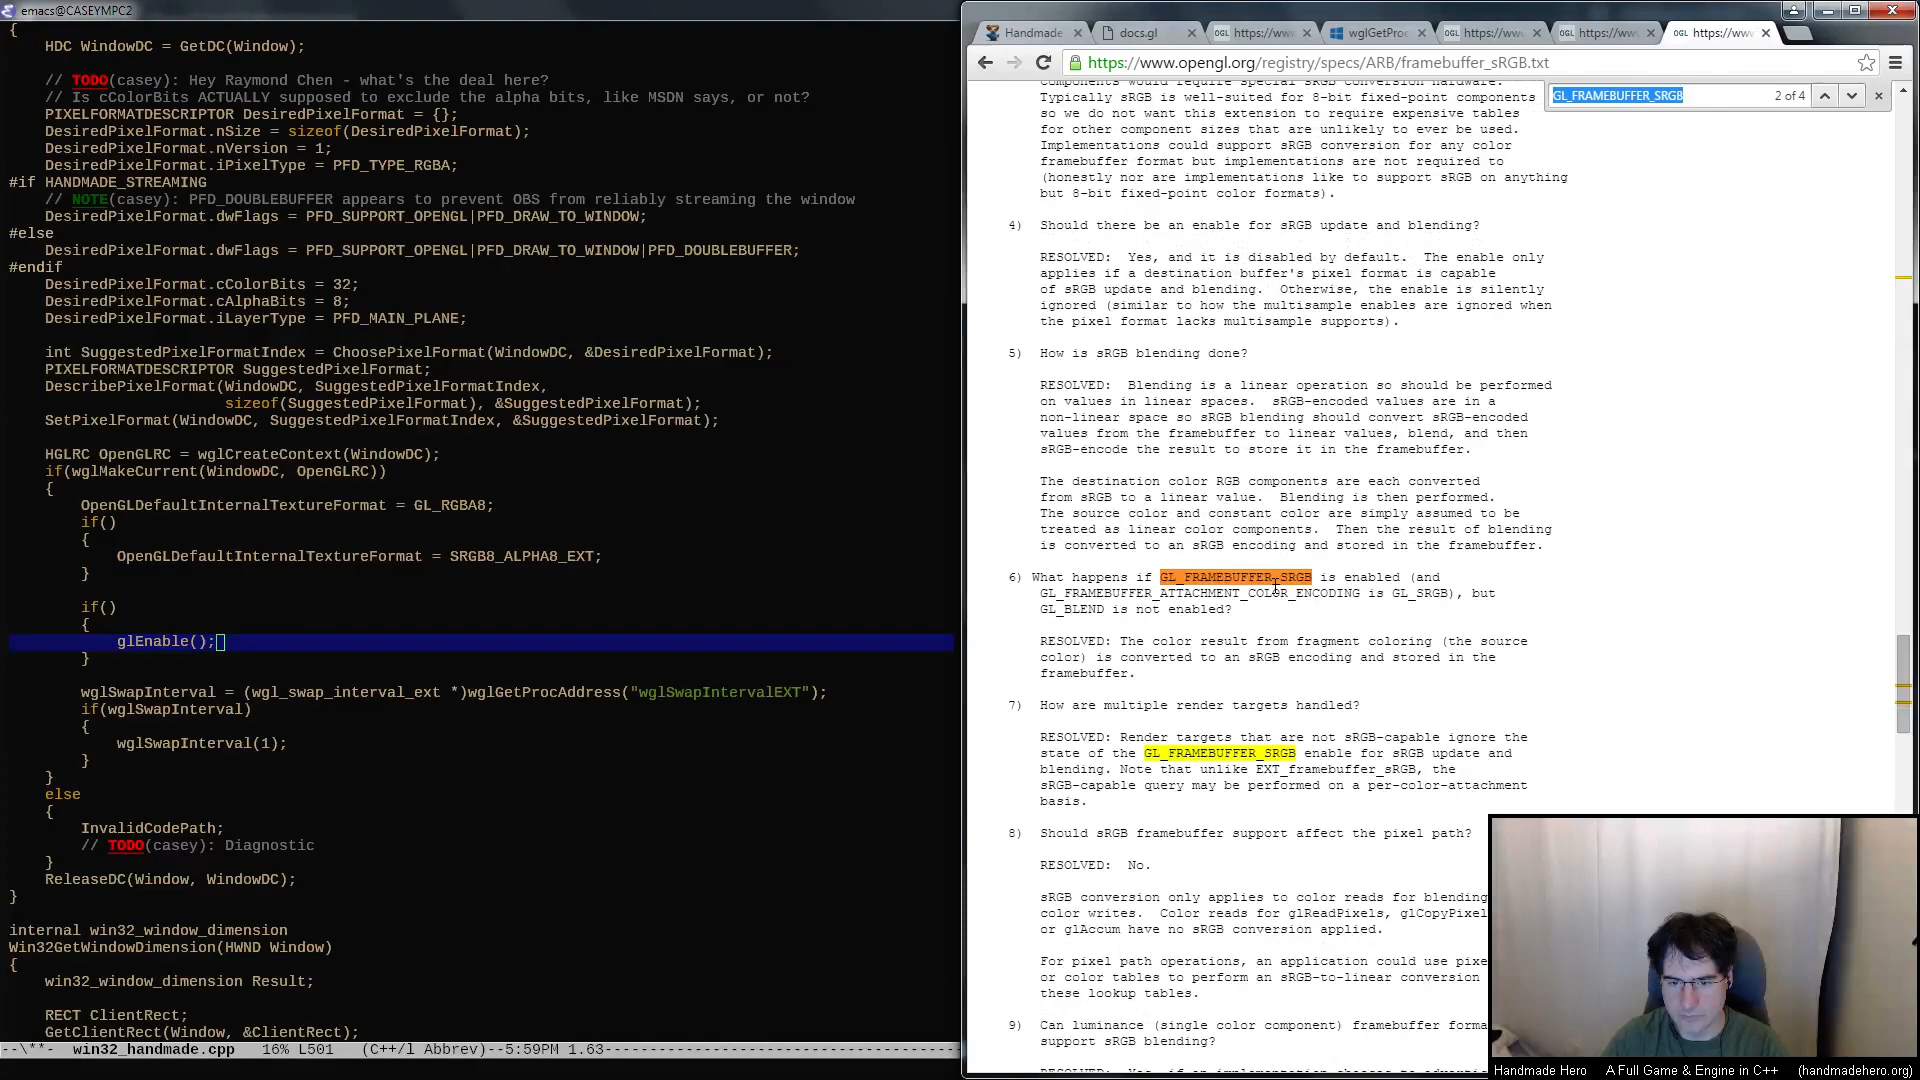 emacs@CASEYMPC2
{
HDC WindowDC = GetDC(Window);
// TODO(casey): Hey Raymond Chen - what's the deal here?
// Is cColorBits ACTUALLY supposed to exclude the alpha bits, like MSDN says, or not?
PIXELFORMATDESCRIPTOR DesiredPixelFormat = {};
DesiredPixelFormat.nSize = sizeof(DesiredPixelFormat);
DesiredPixelFormat.nVersion = 1;
DesiredPixelFormat.iPixelType = PFD_TYPE_RGBA;
#if HANDMADE_STREAMING
// NOTE(casey): PFD_DOUBLEBUFFER appears to prevent OBS from reliably streaming the window
DesiredPixelFormat.dwFlags = PFD_SUPPORT_OPENGL|PFD_DRAW_TO_WINDOW;
#else
DesiredPixelFormat.dwFlags = PFD_SUPPORT_OPENGL|PFD_DRAW_TO_WINDOW|PFD_DOUBLEBUFFER;
#endif
DesiredPixelFormat.cColorBits = 32;
DesiredPixelFormat.cAlphaBits = 8;
DesiredPixelFormat.iLayerType = PFD_MAIN_PLANE;
int SuggestedPixelFormatIndex = ChoosePixelFormat(WindowDC, &DesiredPixelFormat);
PIXELFORMATDESCRIPTOR SuggestedPixelFormat;
DescribePixelFormat(WindowDC, SuggestedPixelFormatIndex,
sizeof(SuggestedPixelFormat), &SuggestedPixelFormat);
SetPixelFormat(WindowDC, SuggestedPixelFormatIndex, &SuggestedPixelFormat);
HGLRC OpenGLRC = wglCreateContext(WindowDC);
if(wglMakeCurrent(WindowDC, OpenGLRC))
{
OpenGLDefaultInternalTextureFormat = GL_RGBA8;
if()
{
OpenGLDefaultInternalTextureFormat = SRGB8_ALPHA8_EXT;
}
if()
{
glEnable();
}
wglSwapInterval = (wgl_swap_interval_ext *)wglGetProcAddress("wglSwapIntervalEXT");
if(wglSwapInterval)
{
wglSwapInterval(1);
}
}
else
{
InvalidCodePath;
// TODO(casey): Diagnostic
}
ReleaseDC(Window, WindowDC);
}
internal win32_window_dimension
Win32GetWindowDimension(HWND Window)
{
win32_window_dimension Result;
RECT ClientRect;
GetClientRect(Window, &ClientRect);
--\**- win32_handmade.cpp 16% L501 (C++/l Abbrev)--5:59PM 1.63
Handmade docs.gl https://www wglGetProc https://www https://www https://www
https://www.opengl.org/registry/specs/ARB/framebuffer_sRGB.txt
GL_FRAMEBUFFER_SRGB 2 of 4
components would require special sRGB conversion hardware.
Typically sRGB is well-suited for 8-bit fixed-point components
so we do not want this extension to require expensive tables
for other component sizes that are unlikely to ever be used.
Implementations could support sRGB conversion for any color
framebuffer format but implementations are not required to
(honestly nor are implementations like to support sRGB on anything
but 8-bit fixed-point color formats).
4) Should there be an enable for sRGB update and blending?
RESOLVED: Yes, and it is disabled by default. The enable only
applies if a destination buffer's pixel format is capable
of sRGB update and blending. Otherwise, the enable is silently
ignored (similar to how the multisample enables are ignored when
the pixel format lacks multisample supports).
5) How is sRGB blending done?
RESOLVED: Blending is a linear operation so should be performed
on values in linear spaces. sRGB-encoded values are in a
non-linear space so sRGB blending should convert sRGB-encoded
values from the framebuffer to linear values, blend, and then
sRGB-encode the result to store it in the framebuffer.
The destination color RGB components are each converted
from sRGB to a linear value. Blending is then performed.
The source color and constant color are simply assumed to be
treated as linear color components. Then the result of blending
is converted to an sRGB encoding and stored in the framebuffer.
6) What happens if GL_FRAMEBUFFER_SRGB is enabled (and
GL_FRAMEBUFFER_ATTACHMENT_COLOR_ENCODING is GL_SRGB), but
GL_BLEND is not enabled?
RESOLVED: The color result from fragment coloring (the source
color) is converted to an sRGB encoding and stored in the
framebuffer.
7) How are multiple render targets handled?
RESOLVED: Render targets that are not sRGB-capable ignore the
state of the GL_FRAMEBUFFER_SRGB enable for sRGB update and
blending. Note that unlike EXT_framebuffer_sRGB, the
sRGB-capable query may be performed on a per-color-attachment
basis.
8) Should sRGB framebuffer support affect the pixel path?
RESOLVED: No.
sRGB conversion only applies to color reads for blending
color writes. Color reads for glReadPixels, glCopyPixel
or glAccum have no sRGB conversion applied.
For pixel path operations, an application could use pixe
or color tables to perform an sRGB-to-linear conversion
these lookup tables.
9) Can luminance (single color component) framebuffer forma
support sRGB blending?
Handmade Hero A Full Game & Engine in C++ (handmadehero.org)